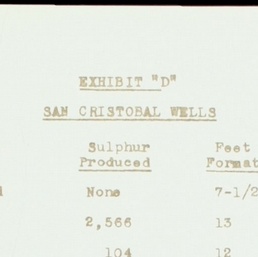 EXHIBIT "D"
SAN CRISTOBAL WELLS
Sulphur Feet
Produced Format
None 7-1/2
2,566 13
104 12